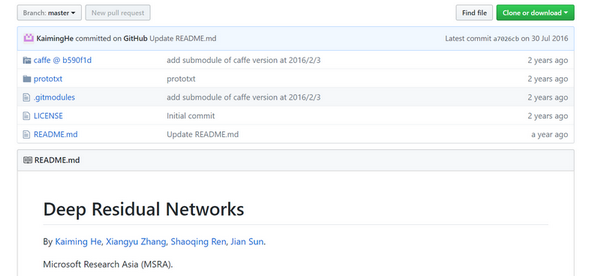 Branch: master New pull request Find file Clone or download
KaimingHe committed on GitHub Update README.md Latest commit a7026cb on 30 Jul 2016
caffe @ b590f1d add submodule of caffe version at 2016/2/3 2 years ago
prototxt prototxt 2 years ago
.gitmodules add submodule of caffe version at 2016/2/3 2 years ago
LICENSE Initial commit 2 years ago
README.md Update README.md a year ago
README.md
Deep Residual Networks
By Kaiming He, Xiangyu Zhang, Shaoqing Ren, Jian Sun.
Microsoft Research Asia (MSRA).